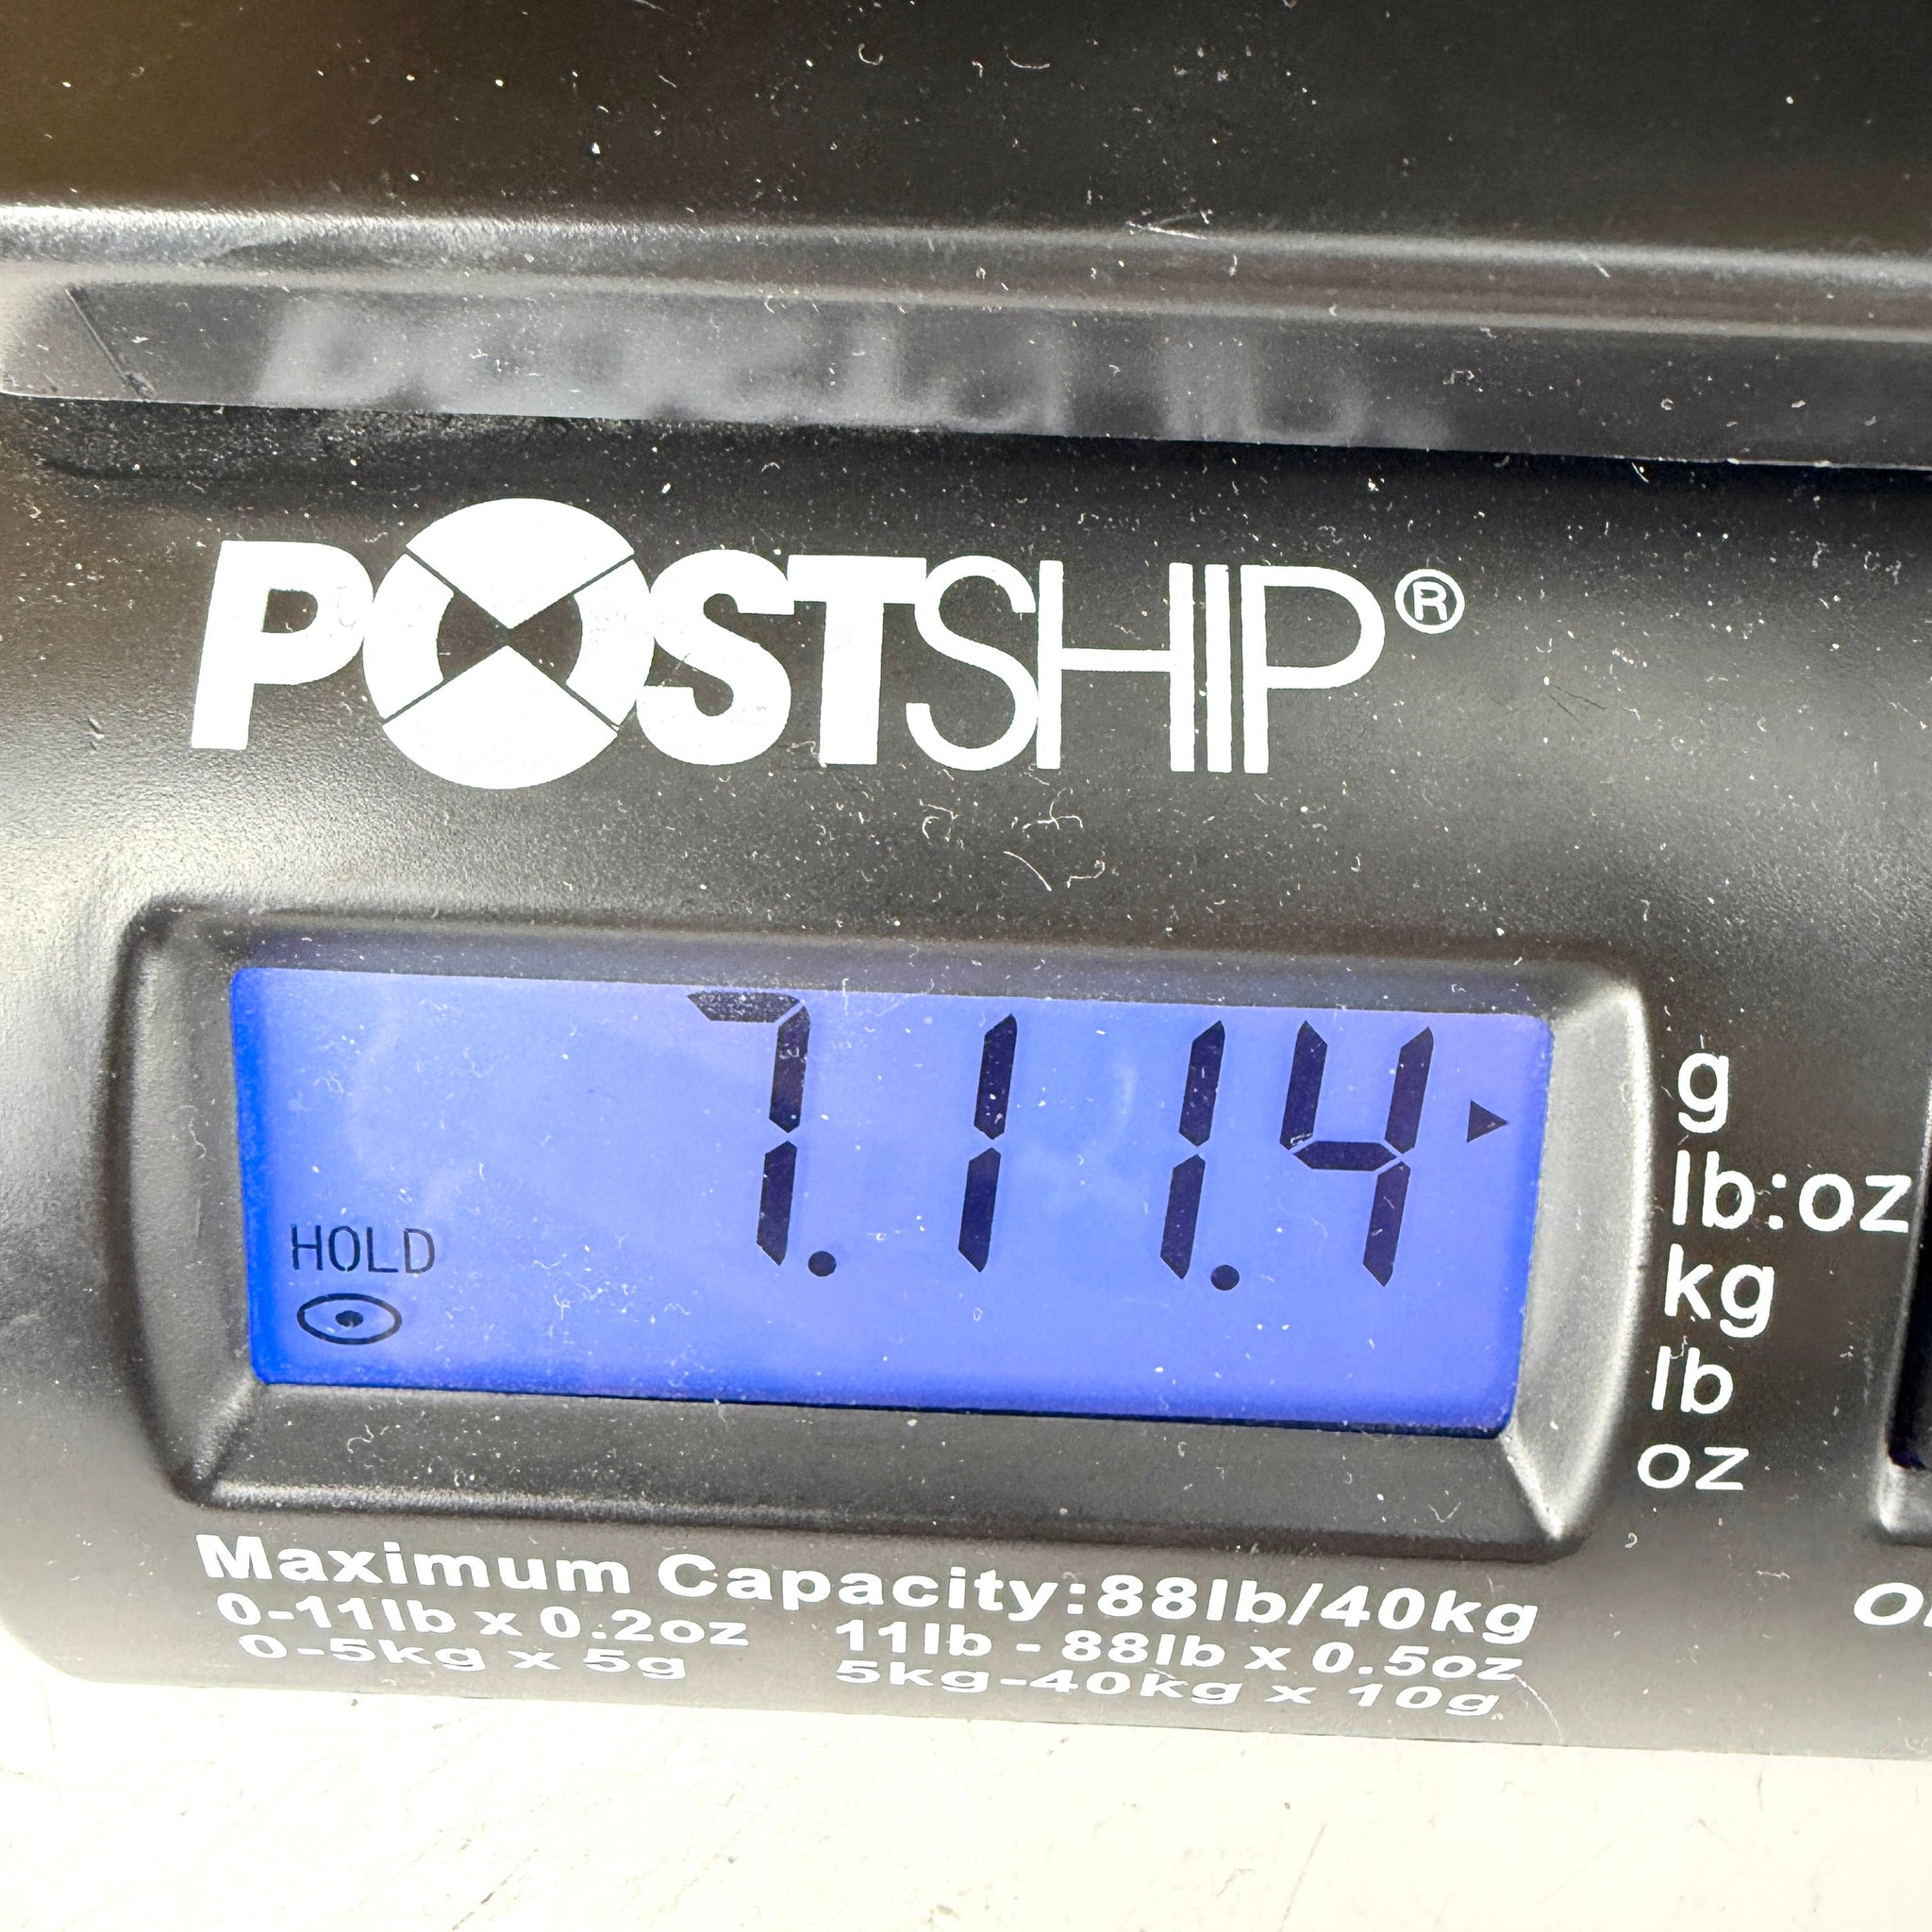 POSTSHIP®
7.11.4
HOLD
g
lb:oz
kg
lb
oz
Maximum Capacity:88lb/40kg
0-11lb x 0.2oz 11lb - 88lb x 0.5oz
0-5kg x 5g 5kg-40kg x 10g